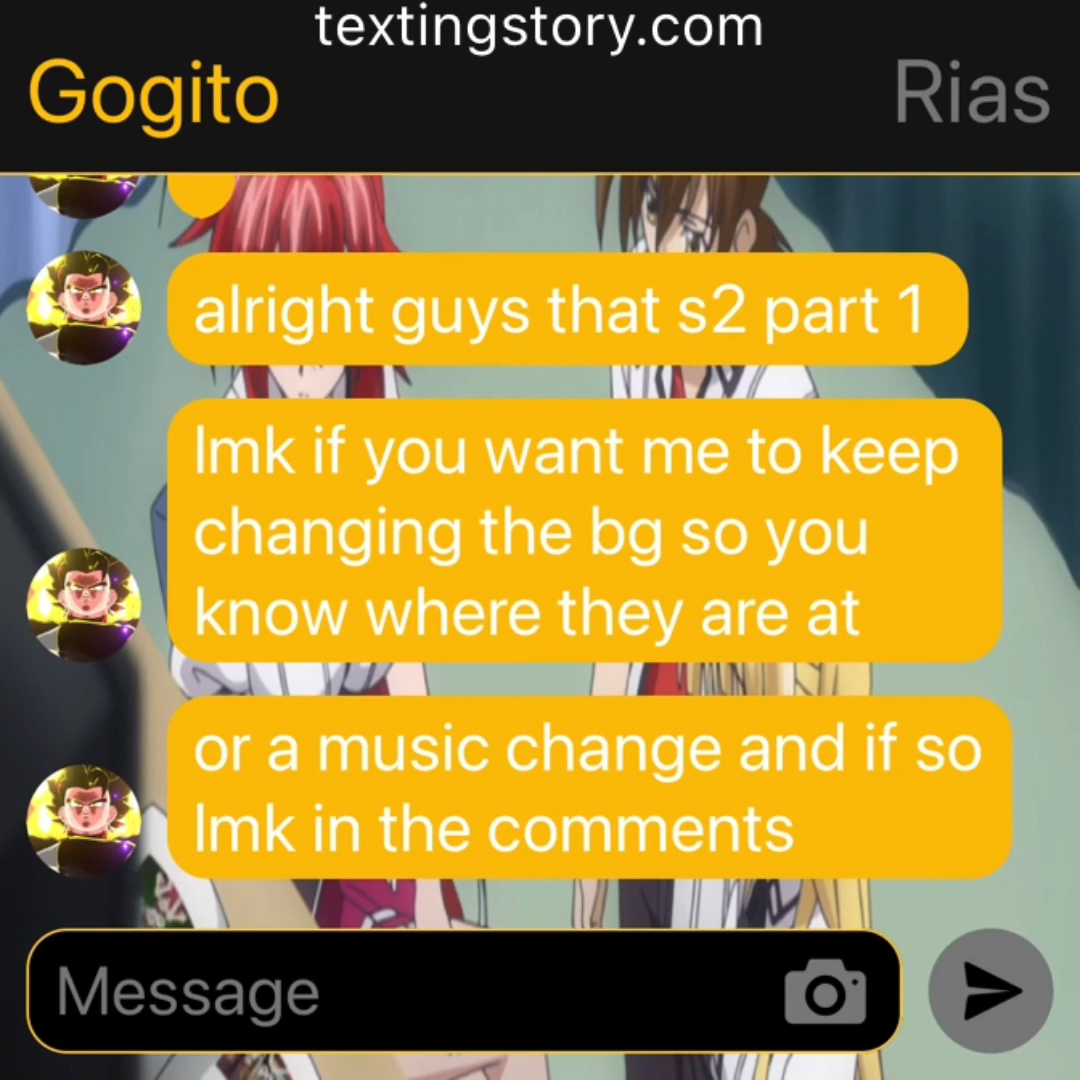 textingstory.com
Gogito
Rias
alright guys that s2 part 1
lmk if you want me to keep
changing the bg so you
know where they are at
or a music change and if so
lmk in the comments
Message